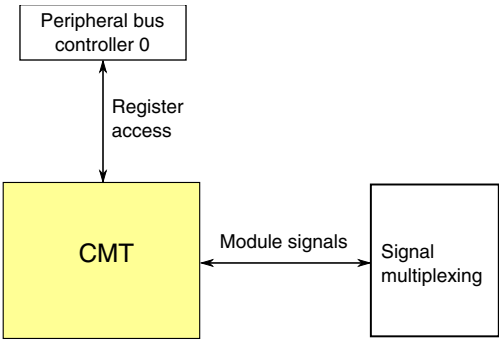 Peripheral bus
controller 0
Register
access
CMT
Module signals
Signal
multiplexing